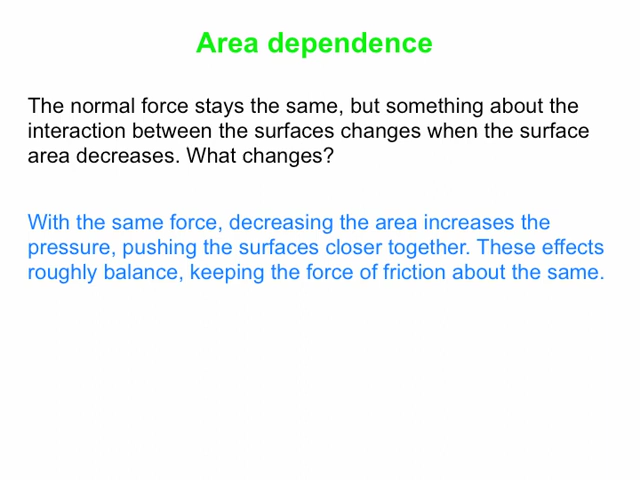 Area dependence
The normal force stays the same, but something about the
interaction between the surfaces changes when the surface
area decreases. What changes?
With the same force, decreasing the area increases the
pressure, pushing the surfaces closer together. These effects
roughly balance, keeping the force of friction about the same.